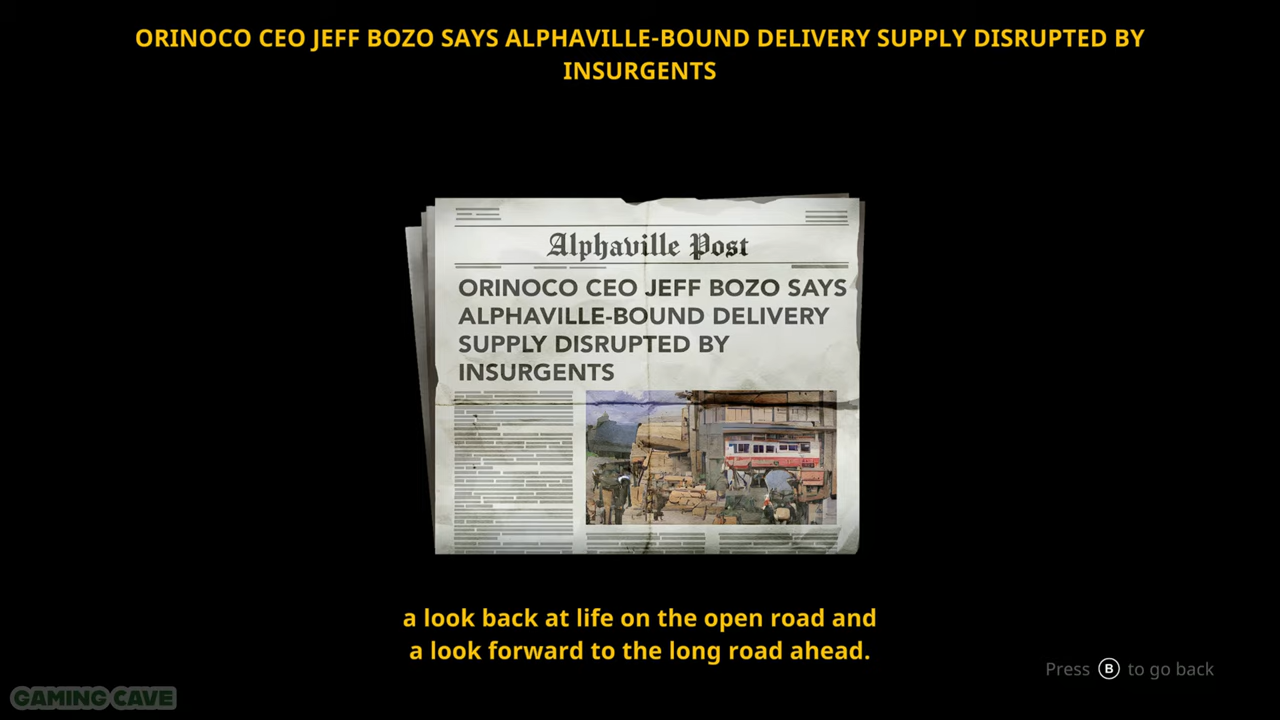 ORINOCO CEO JEFF BOZO SAYS ALPHAVILLE-BOUND DELIVERY SUPPLY DISRUPTED BY
INSURGENTS
Alphaville Post
ORINOCO CEO JEFF BOZO SAYS
ALPHAVILLE-BOUND DELIVERY
SUPPLY DISRUPTED BY
INSURGENTS
a look back at life on the open road and
a look forward to the long road ahead.
Press B to go back
GAMING CAVE